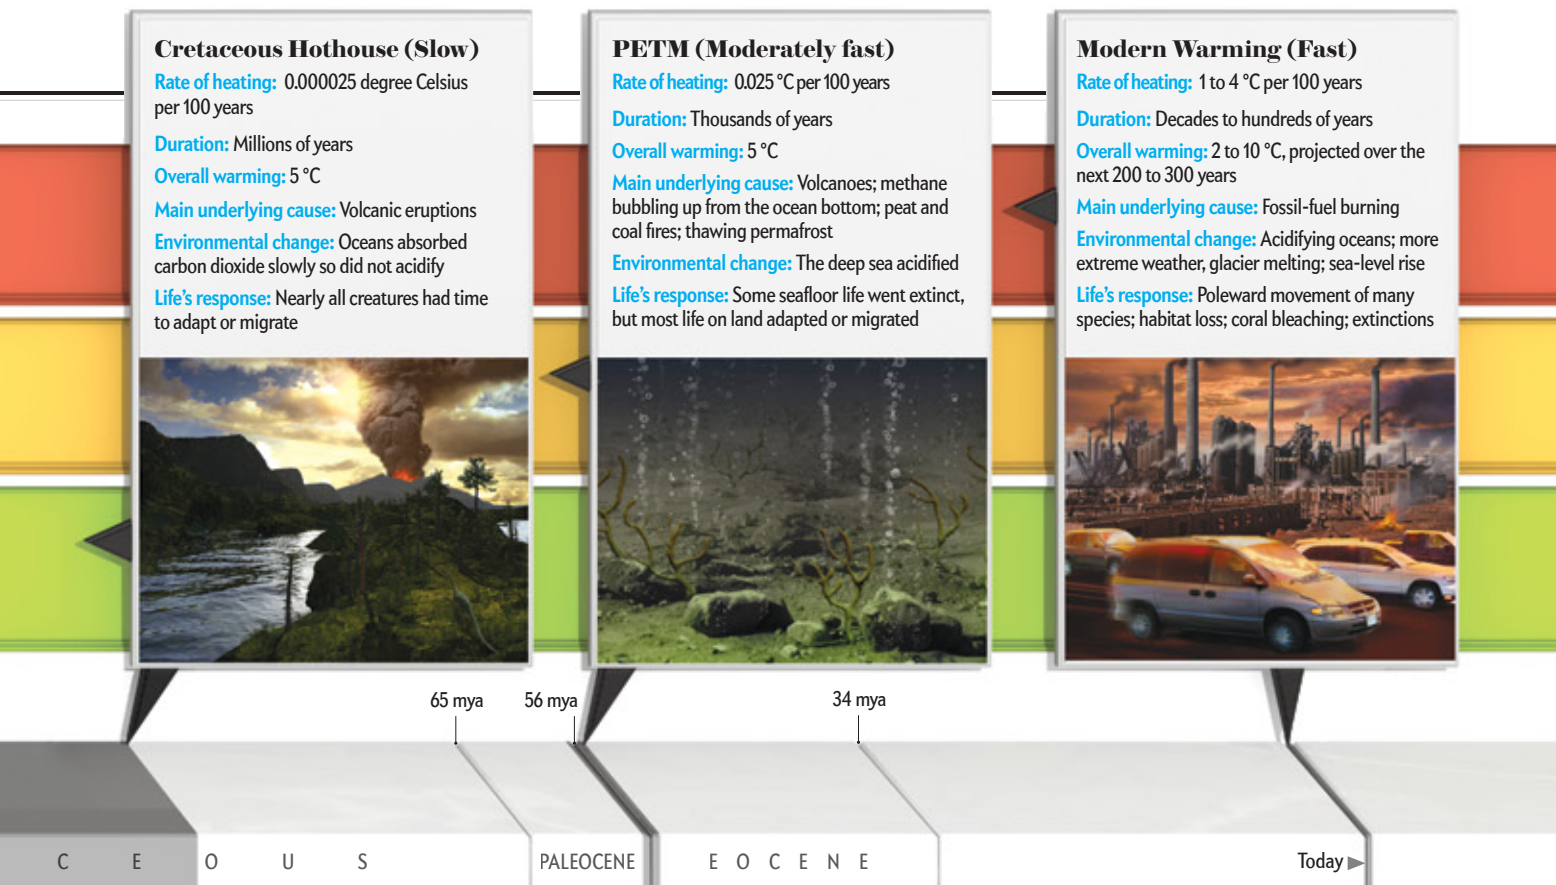 Cretaceous Hothouse (Slow)
Rate of heating: 0.000025 degree Celsius
per 100 years
Duration: Millions of years
Overall warming: 5 °C
Main underlying cause: Volcanic eruptions
Environmental change: Oceans absorbed
carbon dioxide slowly so did not acidify
Life’s response: Nearly all creatures had time
to adapt or migrate
PETM (Moderately fast)
Rate of heating: 0.025 °C per 100 years
Duration: Thousands of years
Overall warming: 5 °C
Main underlying cause: Volcanoes; methane
bubbling up from the ocean bottom; peat and
coal fires; thawing permafrost
Environmental change: The deep sea acidified
Life’s response: Some seafloor life went extinct,
but most life on land adapted or migrated
Modern Warming (Fast)
Rate of heating: 1 to 4 °C per 100 years
Duration: Decades to hundreds of years
Overall warming: 2 to 10 °C, projected over the
next 200 to 300 years
Main underlying cause: Fossil-fuel burning
Environmental change: Acidifying oceans; more
extreme weather, glacier melting; sea-level rise
Life’s response: Poleward movement of many
species; habitat loss; coral bleaching; extinctions
65 mya
56 mya
34 mya
C E O U S
PALEOCENE
E O C E N E
Today